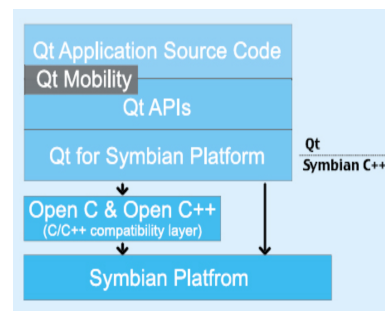 Qt Application Source Code
Qt Mobility
Qt APIs
Qt for Symbian Platform
Qt
Symbian C++
Open C & Open C++
(C/C++ compatibility layer)
Symbian Platfrom